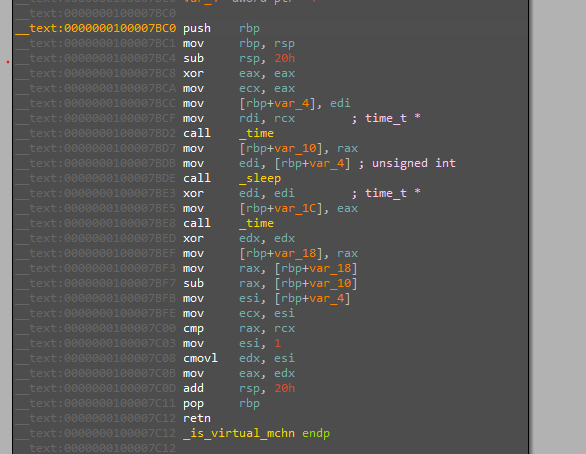 __text:0000000100007BC0
__text:0000000100007BC0 push rbp
__text:0000000100007BC1 mov rbp, rsp
__text:0000000100007BC4 sub rsp, 20h
__text:0000000100007BC8 xor eax, eax
__text:0000000100007BCA mov ecx, eax
__text:0000000100007BCC mov [rbp+var_4], edi
__text:0000000100007BCF mov rdi, rcx ; time_t *
__text:0000000100007BD2 call _time
__text:0000000100007BD7 mov [rbp+var_10], rax
__text:0000000100007BDB mov edi, [rbp+var_4] ; unsigned int
__text:0000000100007BDE call _sleep
__text:0000000100007BE3 xor edi, edi ; time_t *
__text:0000000100007BE5 mov [rbp+var_1C], eax
__text:0000000100007BE8 call _time
__text:0000000100007BED xor edx, edx
__text:0000000100007BEF mov [rbp+var_18], rax
__text:0000000100007BF3 mov rax, [rbp+var_18]
__text:0000000100007BF7 sub rax, [rbp+var_10]
__text:0000000100007BFB mov esi, [rbp+var_4]
__text:0000000100007BFE mov ecx, esi
__text:0000000100007C00 cmp rax, rcx
__text:0000000100007C03 mov esi, 1
__text:0000000100007C08 cmovl edx, esi
__text:0000000100007C0B mov eax, edx
__text:0000000100007C0D add rsp, 20h
__text:0000000100007C11 pop rbp
__text:0000000100007C12 retn
__text:0000000100007C12 _is_virtual_mchn endp
__text:0000000100007C12